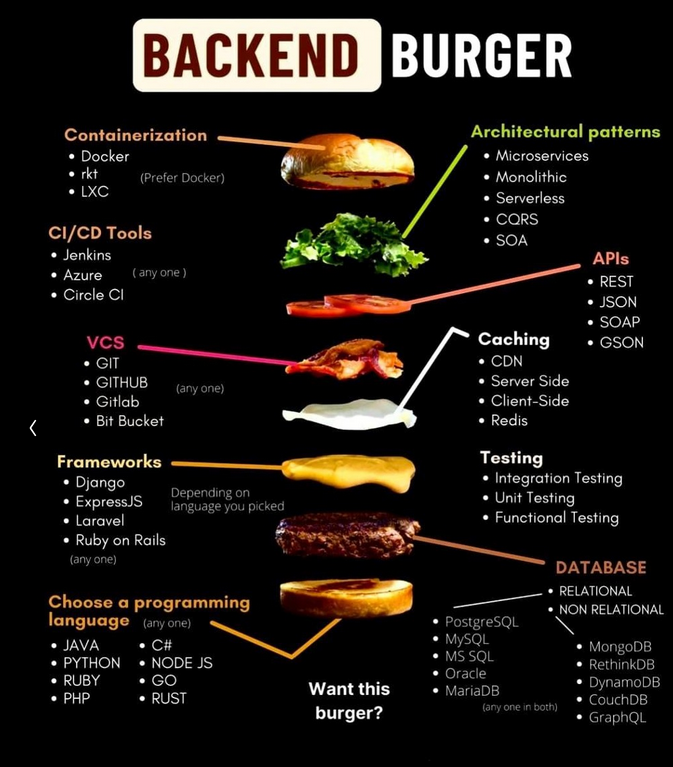 BACKEND BURGER
Containerization
• Docker
• rkt
(Prefer Docker)
• LXC
Architectural patterns
• Microservices
• Monolithic
• Serverless
• CQRS
• SOA
CI/CD Tools
• Jenkins
• Azure
( any one )
• Circle CI
APIs
• REST
• JSON
• SOAP
• GSON
VCS
• GIT
• GITHUB
(any one)
• Gitlab
• Bit Bucket
Caching
• CDN
• Server Side
• Client-Side
• Redis
Frameworks
• Django
• ExpressJS
• Laravel
• Ruby on Rails
(any one)
Depending on
language you picked
Testing
• Integration Testing
• Unit Testing
• Functional Testing
DATABASE
• RELATIONAL
• NON RELATIONAL
• PostgreSQL
• MySQL
• MS SQL
• Oracle
• MariaDB
(any one in both)
• MongoDB
• RethinkDB
• DynamoDB
• CouchDB
• GraphQL
Choose a programming
language (any one)
• JAVA
• PYTHON
• RUBY
• PHP
• C#
• NODE JS
• GO
• RUST
Want this
burger?